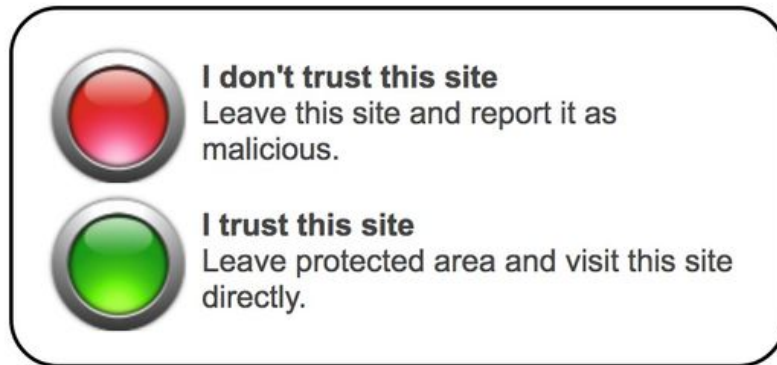 I don't trust this site
Leave this site and report it as
malicious.
I trust this site
Leave protected area and visit this site
directly.